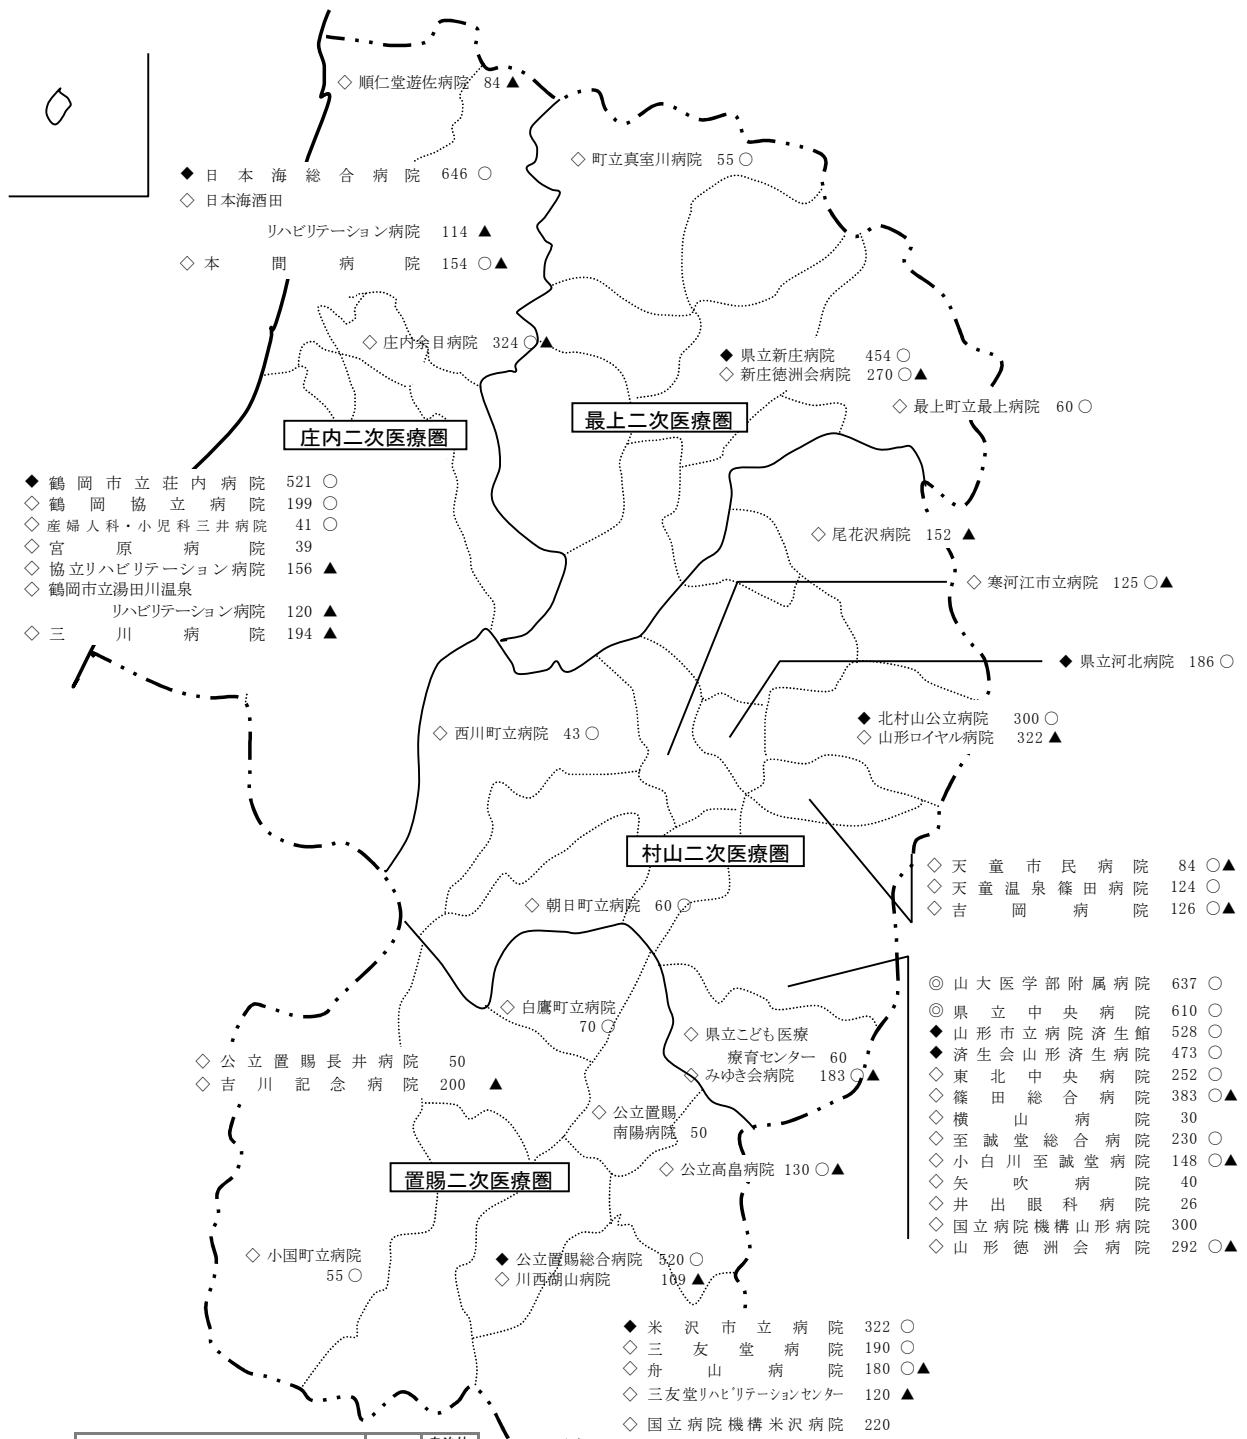 ◇ 順仁堂遊佐病院 84 ▲
◇ 町立真室川病院 55 ○
◆ 日本海総合病院 646 ○
◇ 日本海酒田
リハビリテーション病院 114 ▲
◇ 本間病院 154 ○▲
◇ 庄内余目病院 324 ○▲
◆ 県立新庄病院 454 ○
◇ 新庄徳洲会病院 270 ○▲
◇ 最上町立最上病院 60 ○
庄内二次医療圏
最上二次医療圏
◆ 鶴岡市立荘内病院 521 ○
◇ 鶴岡協立病院 199 ○
◇ 産婦人科・小児科三井病院 41 ○
◇ 宮原病院 39
◇ 協立リハビリテーション病院 156 ▲
◇ 鶴岡市立湯田川温泉
リハビリテーション病院 120 ▲
◇ 三川病院 194 ▲
◇ 尾花沢病院 152 ▲
◇ 寒河江市立病院 125 ○▲
◆ 県立河北病院 186 ○
◆ 北村山公立病院 300 ○
◇ 山形ロイヤル病院 322 ▲
◇ 西川町立病院 43 ○
村山二次医療圏
◇ 天童市民病院 84 ○▲
◇ 天童温泉篠田病院 124 ○
◇ 吉岡病院 126 ○▲
◇ 朝日町立病院 60 ○
◎ 山大医学部附属病院 637 ○
◎ 県立中央病院 610 ○
◆ 山形市立病院済生館 528 ○
◆ 済生会山形済生病院 473 ○
◇ 東北中央病院 252 ○
◇ 篠田総合病院 383 ○▲
◇ 横山病院 30
◇ 至誠堂総合病院 230 ○
◇ 小白川至誠堂病院 148 ○▲
◇ 矢吹病院 40
◇ 井出眼科病院 26
◇ 国立病院機構山形病院 300
◇ 山形徳洲会病院 292 ○▲
◇ 白鷹町立病院
70 ○
◇ 県立こども医療
療育センター 60
◇ みゆき会病院 183 ○▲
◇ 公立置賜長井病院 50
◇ 吉川記念病院 200 ▲
◇ 公立置賜
南陽病院 50
◇ 公立高畠病院 130 ○▲
置賜二次医療圏
◇ 小国町立病院
55 ○
◆ 公立置賜総合病院 520 ○
◇ 川西湖山病院 109 ▲
◆ 米沢市立病院 322 ○
◇ 三友堂病院 190 ○
◇ 舟山病院 180 ○▲
◇ 三友堂リハビリテーションセンター 120 ▲
◇ 国立病院機構米沢病院 220